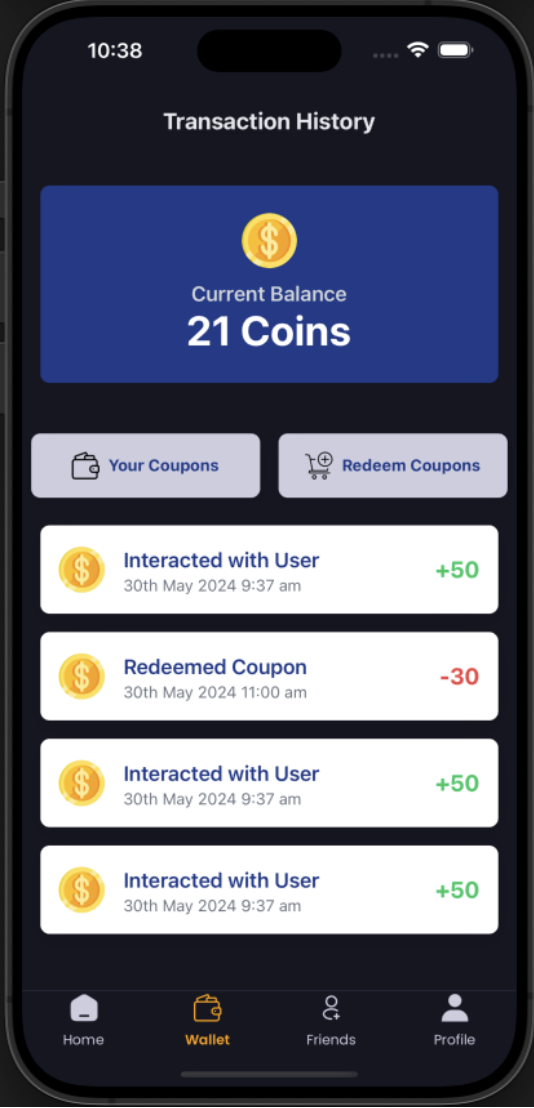 10:38
Transaction History
Current Balance
21 Coins
Your Coupons
Redeem Coupons
Interacted with User
30th May 2024 9:37 am
+50
Redeemed Coupon
30th May 2024 11:00 am
-30
Interacted with User
30th May 2024 9:37 am
+50
Interacted with User
30th May 2024 9:37 am
+50
Home
Wallet
Friends
Profile